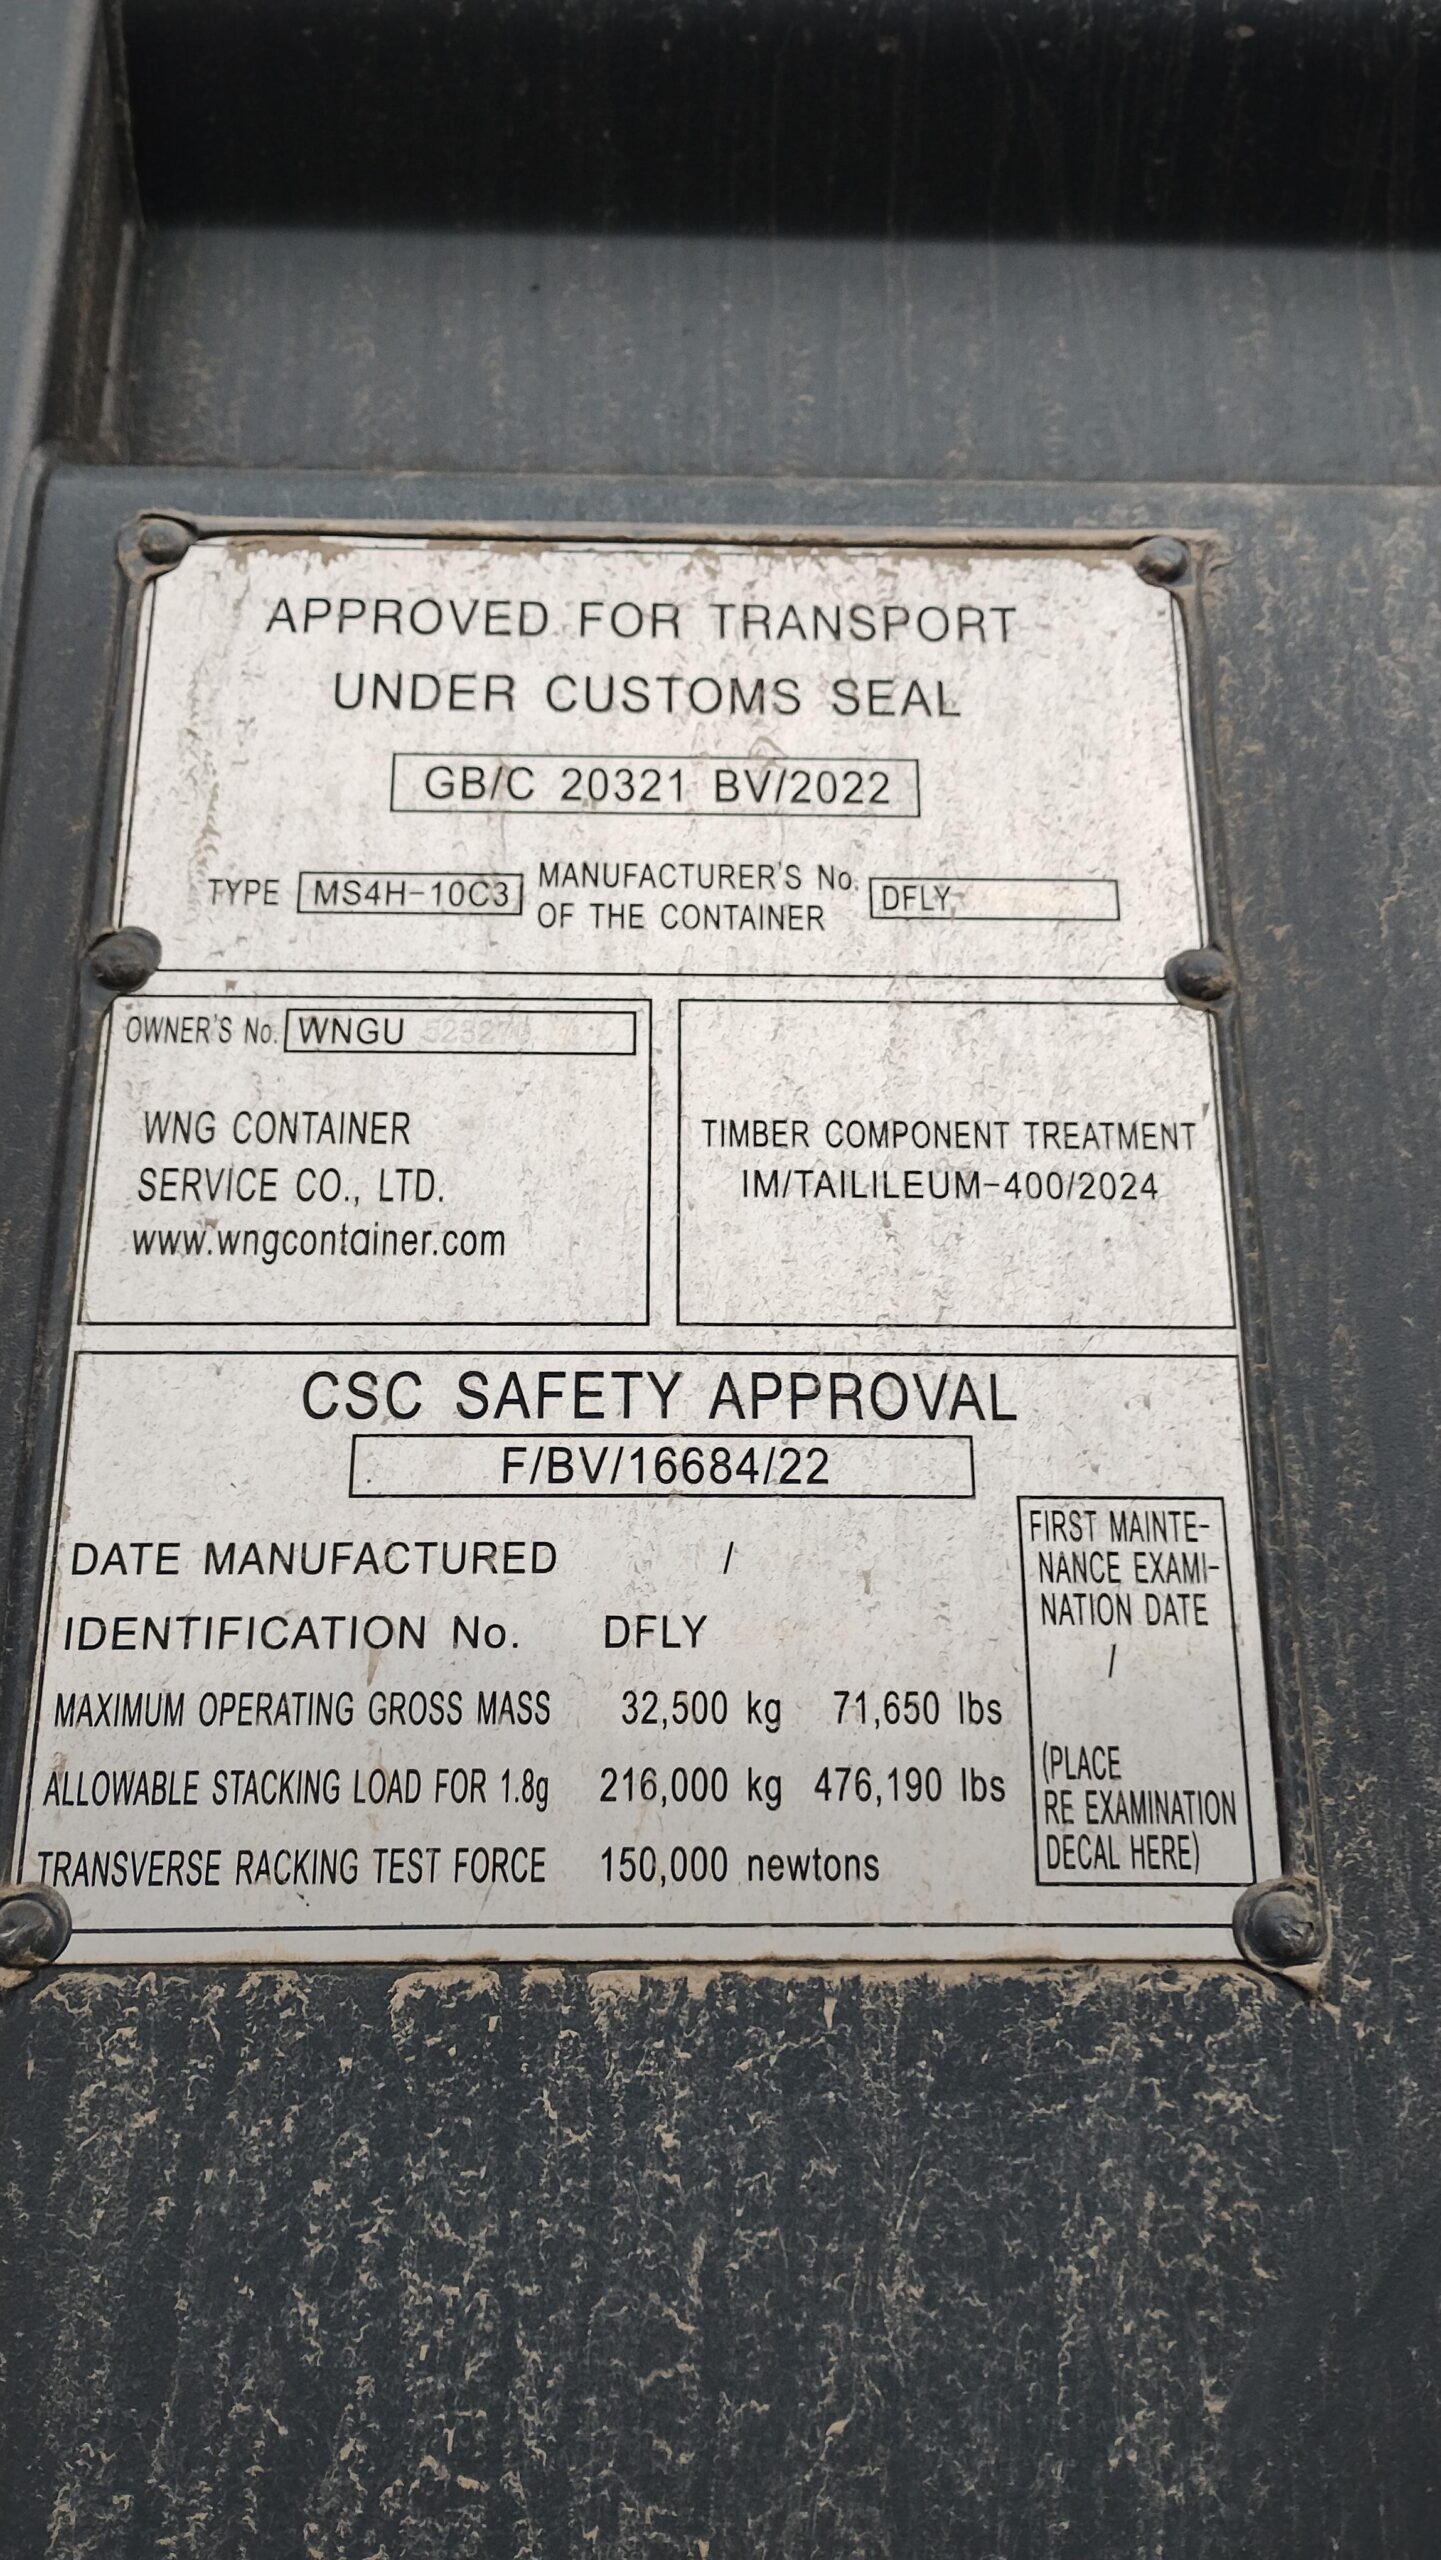 APPROVED FOR TRANSPORT
UNDER CUSTOMS SEAL
GB/C 20321 BV/2022
TYPE MS4H-10C3 MANUFACTURER'S No. OF THE CONTAINER DFLY
OWNER'S No. WNGU
WNG CONTAINER
SERVICE CO., LTD.
www.wngcontainer.com
TIMBER COMPONENT TREATMENT
IM/TAILILEUM-400/2024
CSC SAFETY APPROVAL
F/BV/16684/22
DATE MANUFACTURED /
IDENTIFICATION No. DFLY
MAXIMUM OPERATING GROSS MASS 32,500 kg 71,650 lbs
ALLOWABLE STACKING LOAD FOR 1.8g 216,000 kg 476,190 lbs
TRANSVERSE RACKING TEST FORCE 150,000 newtons
FIRST MAINTE-
NANCE EXAMI-
NATION DATE
/
(PLACE
RE EXAMINATION
DECAL HERE)